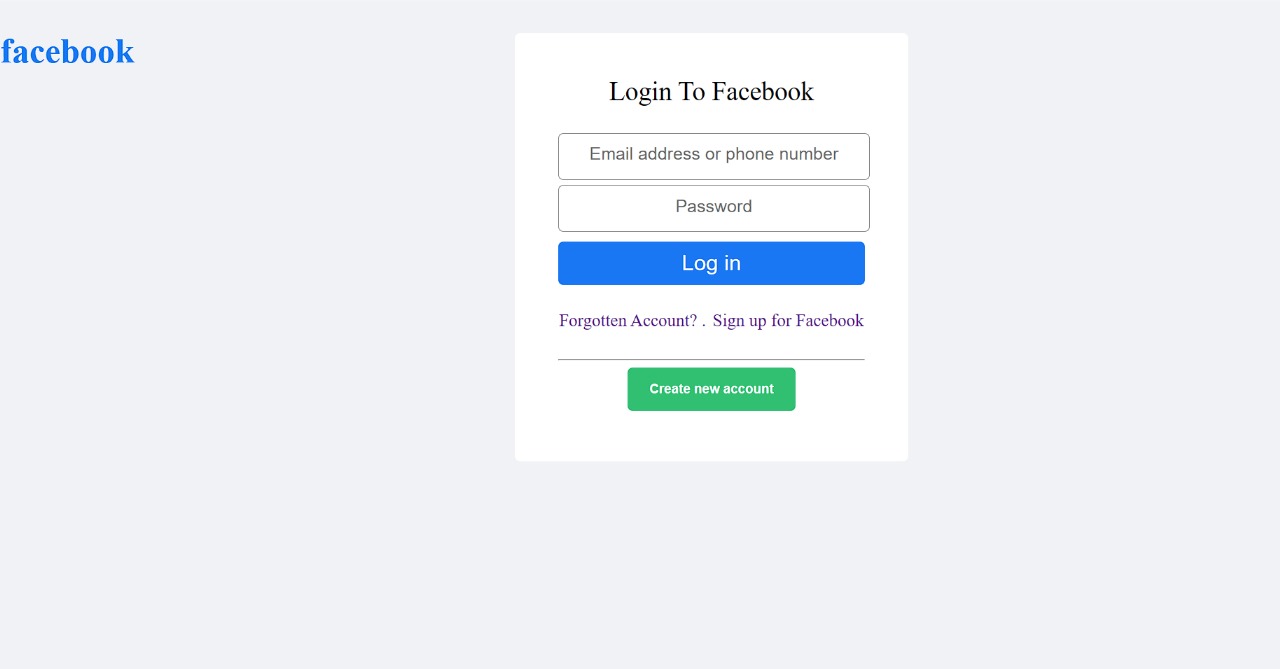 facebook
Login To Facebook
Email address or phone number
Password
Log in
Forgotten Account? . Sign up for Facebook
Create new account